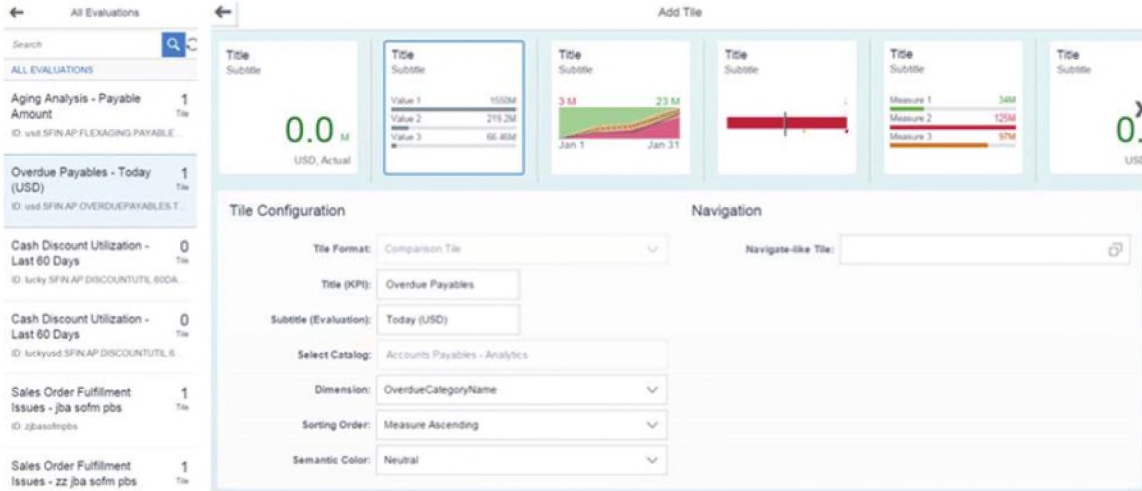 All Evaluations
Search
ALL EVALUATIONS
Aging Analysis - Payable
Amount
1
Tile
ID: usd.SFIN.AP.FLEXAGING.PAYABLE...
Overdue Payables - Today
(USD)
1
Tile
ID: usd.SFIN.AP.OVERDUEPAYABLES.T...
Cash Discount Utilization -
Last 60 Days
0
Tile
ID: lucky.SFIN.AP.DISCOUNTUTIL.60DA...
Cash Discount Utilization -
Last 60 Days
0
Tile
ID: luckyusd.SFIN.AP.DISCOUNTUTIL.6...
Sales Order Fulfillment
Issues - jba sofm pbs
1
Tile
ID: zjbasofmpbs
Sales Order Fulfillment
Issues - zz jba sofm pbs
1
Tile
Add Tile
Title
Subtitle
0.0 M
USD, Actual
Title
Subtitle
Value 1 1550M
Value 2 219.2M
Value 3 66.46M
Title
Subtitle
3 M 23 M
Jan 1 Jan 31
Title
Subtitle
Title
Subtitle
Measure 1 34M
Measure 2 125M
Measure 3 97M
Title
Subtitle
0.
USD
Tile Configuration
Tile Format: Comparison Tile
Title (KPI): Overdue Payables
Subtitle (Evaluation): Today (USD)
Select Catalog: Accounts Payables - Analytics
Dimension: OverdueCategoryName
Sorting Order: Measure Ascending
Semantic Color: Neutral
Navigation
Navigate-like Tile: